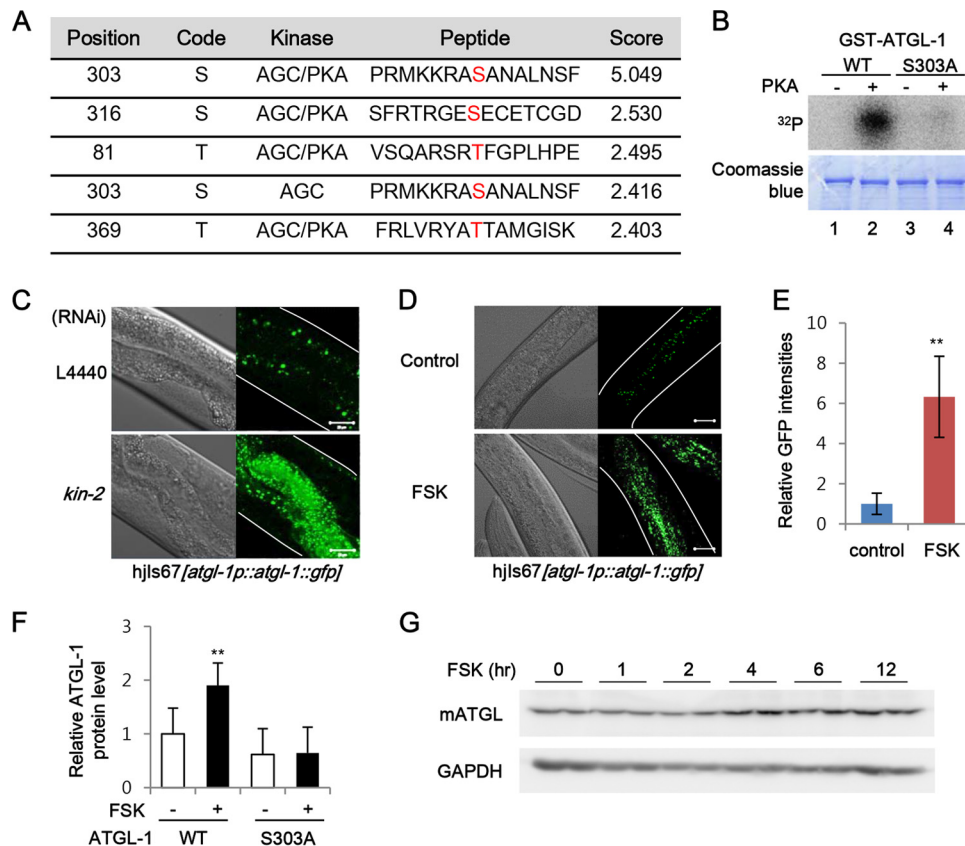 A
Position Code Kinase Peptide Score
303 S AGC/PKA PRMKKRASANALNSF 5.049
316 S AGC/PKA SFRTRGESECETCGD 2.530
81 T AGC/PKA VSQARSRTFGPLHPE 2.495
303 S AGC PRMKKRASANALNSF 2.416
369 T AGC/PKA FRLVRYATTAMGISK 2.403
B
GST-ATGL-1
WT S303A
PKA - + - +
32P
Coomassie
blue
1 2 3 4
C
(RNAi)
L4440
kin-2
hjIs67[atgl-1p::atgl-1::gfp]
D
Control
FSK
hjIs67[atgl-1p::atgl-1::gfp]
E
Relative GFP intensities
10
8
6
4
2
0
**
control FSK
F
Relative ATGL-1
protein level
3
2
1
0
**
FSK - + - +
ATGL-1 WT S303A
G
FSK (hr) 0 1 2 4 6 12
mATGL
GAPDH